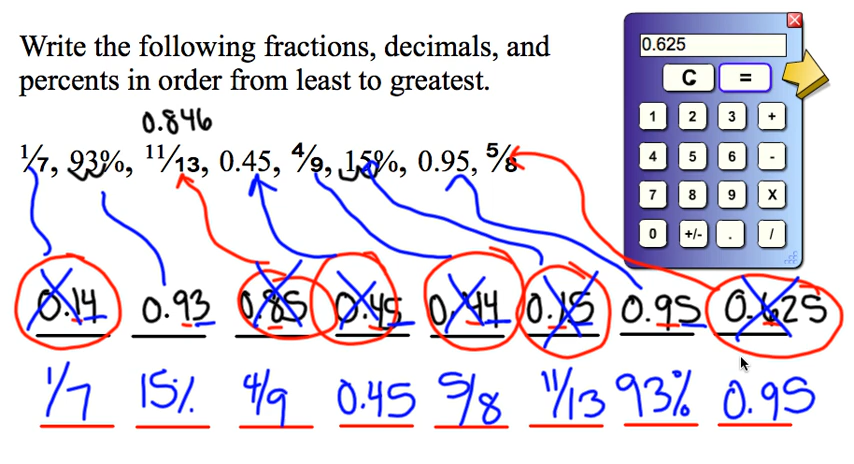 Write the following fractions, decimals, and
percents in order from least to greatest.
0.846
1/7, 93%, 11/13, 0.45, 4/9, 15%, 0.95, 5/8
0.14 0.93 0.85 0.45 0.44 0.15 0.95 0.625
1/7 15% 4/9 0.45 5/8 11/13 93% 0.95
0.625
C =
1 2 3 +
4 5 6 -
7 8 9 X
0 +/- . /